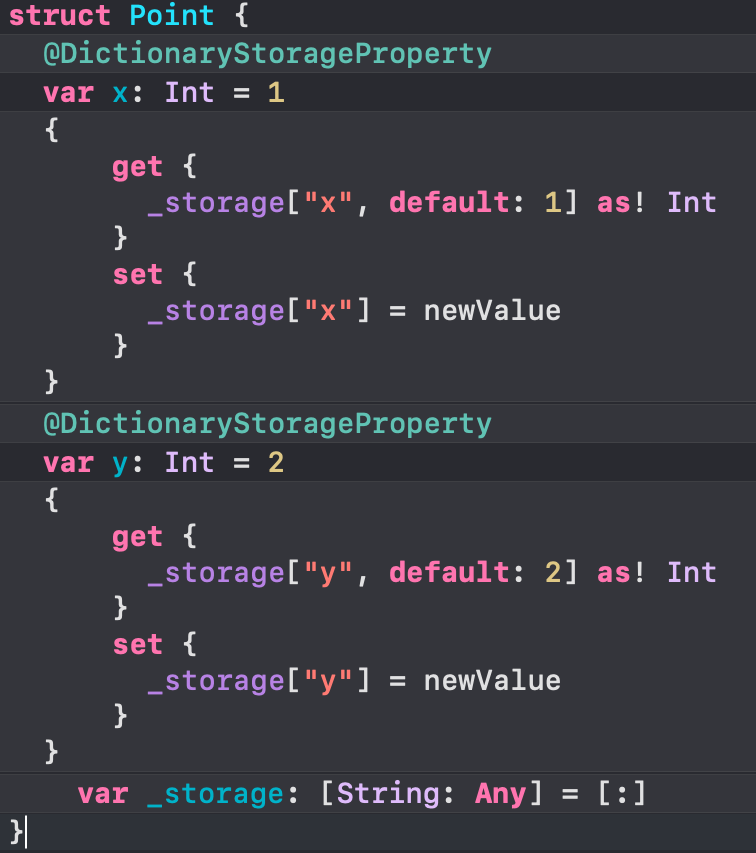 struct Point {
  @DictionaryStorageProperty
  var x: Int = 1
  {
      get {
        _storage["x", default: 1] as! Int
      }
      set {
        _storage["x"] = newValue
      }
  }
  @DictionaryStorageProperty
  var y: Int = 2
  {
      get {
        _storage["y", default: 2] as! Int
      }
      set {
        _storage["y"] = newValue
      }
  }
    var _storage: [String: Any] = [:]
}